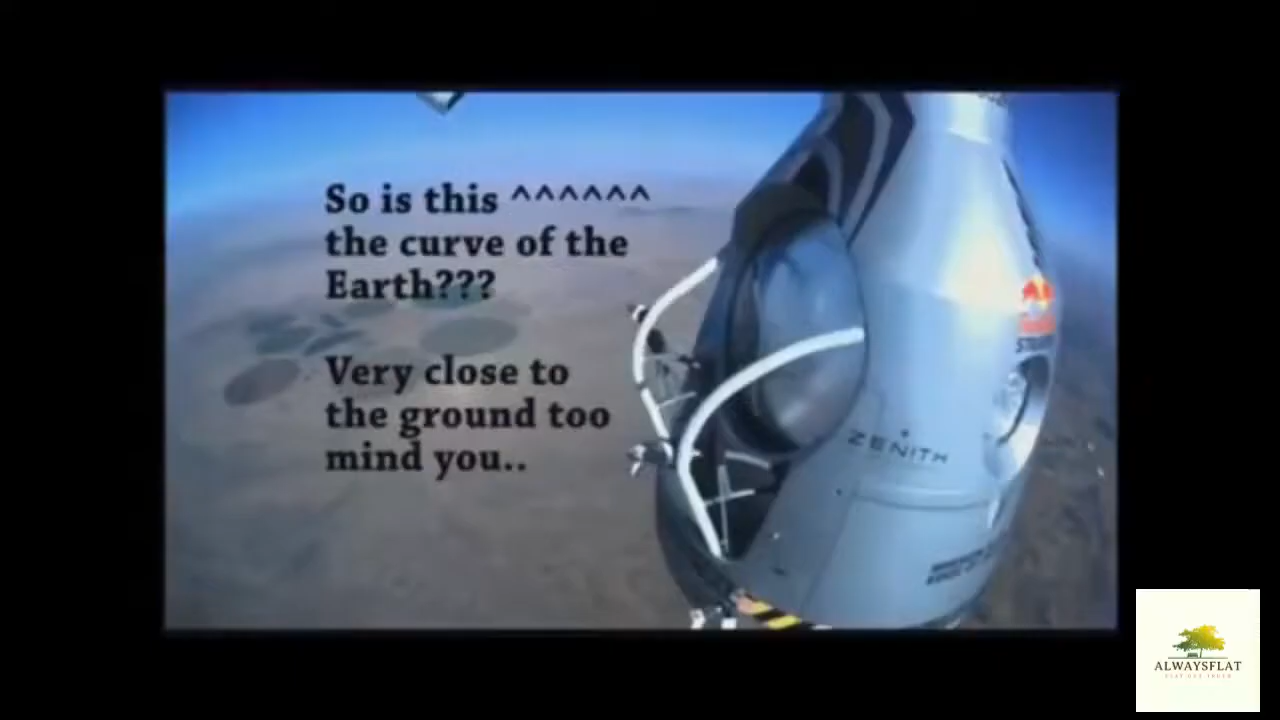 So is this ^^^^^^
the curve of the
Earth???
Very close to
the ground too
mind you..
ZENITH
ALWAYSFLAT